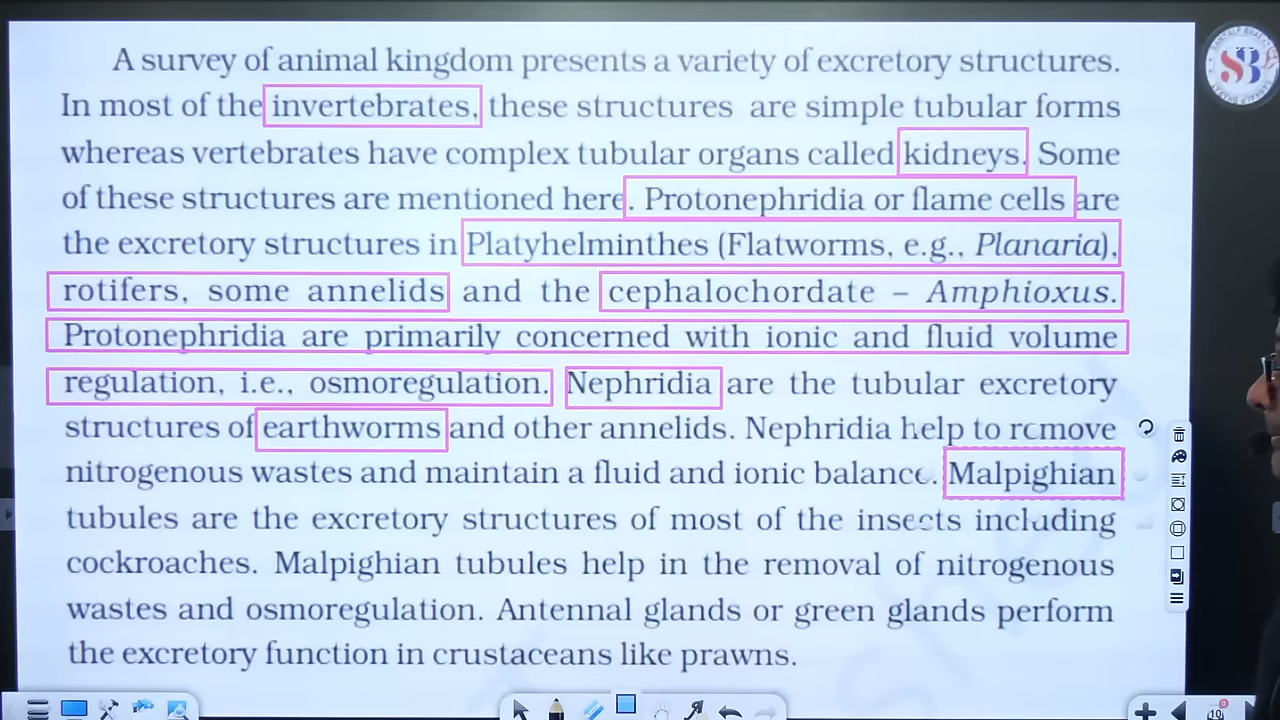 A survey of animal kingdom presents a variety of excretory structures.
In most of the invertebrates, these structures are simple tubular forms
whereas vertebrates have complex tubular organs called kidneys. Some
of these structures are mentioned here. Protonephridia or flame cells are
the excretory structures in Platyhelminthes (Flatworms, e.g., Planaria),
rotifers, some annelids and the cephalochordate – Amphioxus.
Protonephridia are primarily concerned with ionic and fluid volume
regulation, i.e., osmoregulation. Nephridia are the tubular excretory
structures of earthworms and other annelids. Nephridia help to remove
nitrogenous wastes and maintain a fluid and ionic balance. Malpighian
tubules are the excretory structures of most of the insects including
cockroaches. Malpighian tubules help in the removal of nitrogenous
wastes and osmoregulation. Antennal glands or green glands perform
the excretory function in crustaceans like prawns.
SB
10